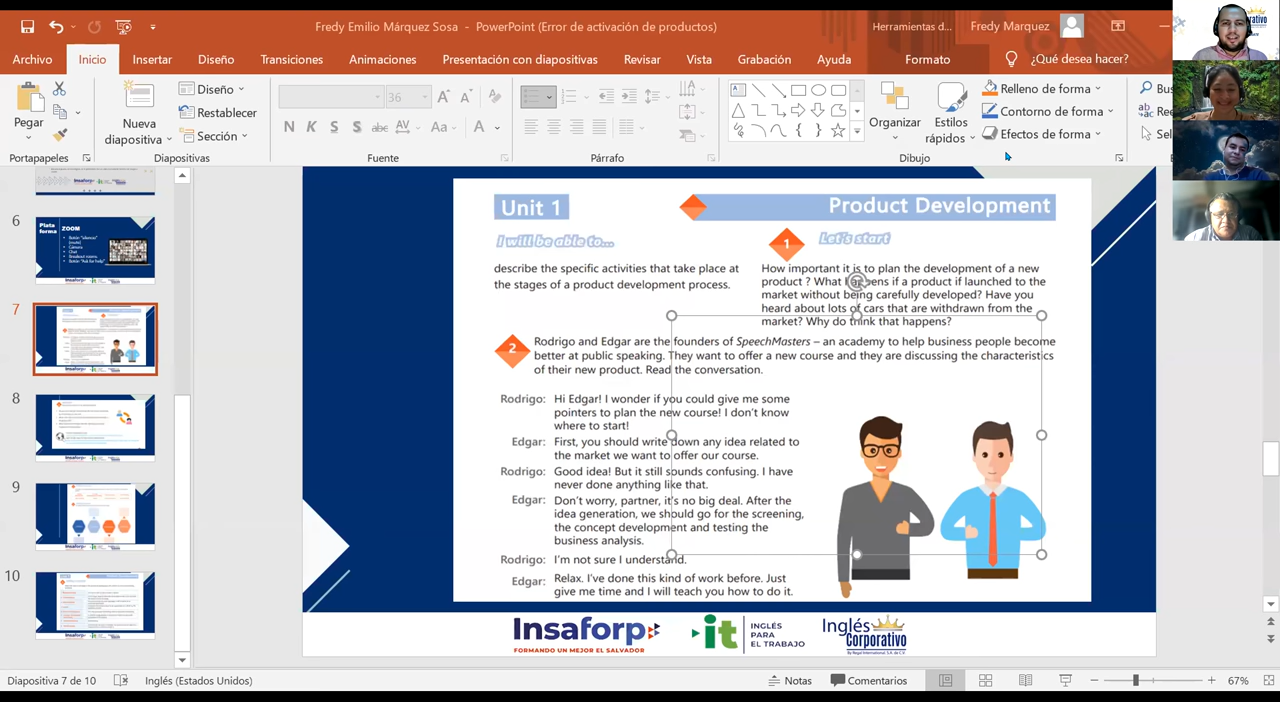 Fredy Emilio Márquez Sosa - PowerPoint (Error de activación de productos)
Herramientas d...
Fredy Marquez
Archivo
Inicio
Insertar
Diseño
Transiciones
Animaciones
Presentación con diapositivas
Revisar
Vista
Grabación
Ayuda
Formato
¿Qué desea hacer?
Pegar
Nueva
diapositiva
Diseño
Restablecer
Sección
36
N
S
abc
AV
Aa
A
Organizar
Estilos
rápidos
Relleno de forma
Contorno de forma
Efectos de forma
Portapapeles
Diapositivas
Fuente
Párrafo
Dibujo
6
Plata
forma
ZOOM
7
8
9
10
Unit 1
Product Development
I will be able to...
describe the specific activities that take place at
the stages of a product development process.
1
Let's start
How important it is to plan the development of a new
product ? What happens if a product if launched to the
market without being carefully developed? Have you
heard about lots of cars that are withdrawn from the
market? Why do think that happens?
2
Rodrigo and Edgar are the founders of SpeechMasters – an academy to help business people become
better at public speaking. They want to offer a new course and they are discussing the characteristics
of their new product. Read the conversation.
Rodrigo: Hi Edgar! I wonder if you could give me some
pointers to plan the new course! I don't know
where to start!
Edgar: First, you should write down any idea related to
the market we want to offer our course.
Rodrigo: Good idea! But it still sounds confusing. I have
never done anything like that.
Edgar: Don't worry, partner, it's no big deal. After the
idea generation, we should go for the screening,
the concept development and testing the
business analysis.
Rodrigo: I'm not sure I understand.
Edgar: Relax. I've done this kind of work before. Just
give me time and I will teach you how to do it.
Insaforp
FORMANDO UN MEJOR EL SALVADOR
it
INGLÉS
PARA
EL TRABAJO
Inglés
Corporativo
Diapositiva 7 de 10
Inglés (Estados Unidos)
Notas
Comentarios
67%